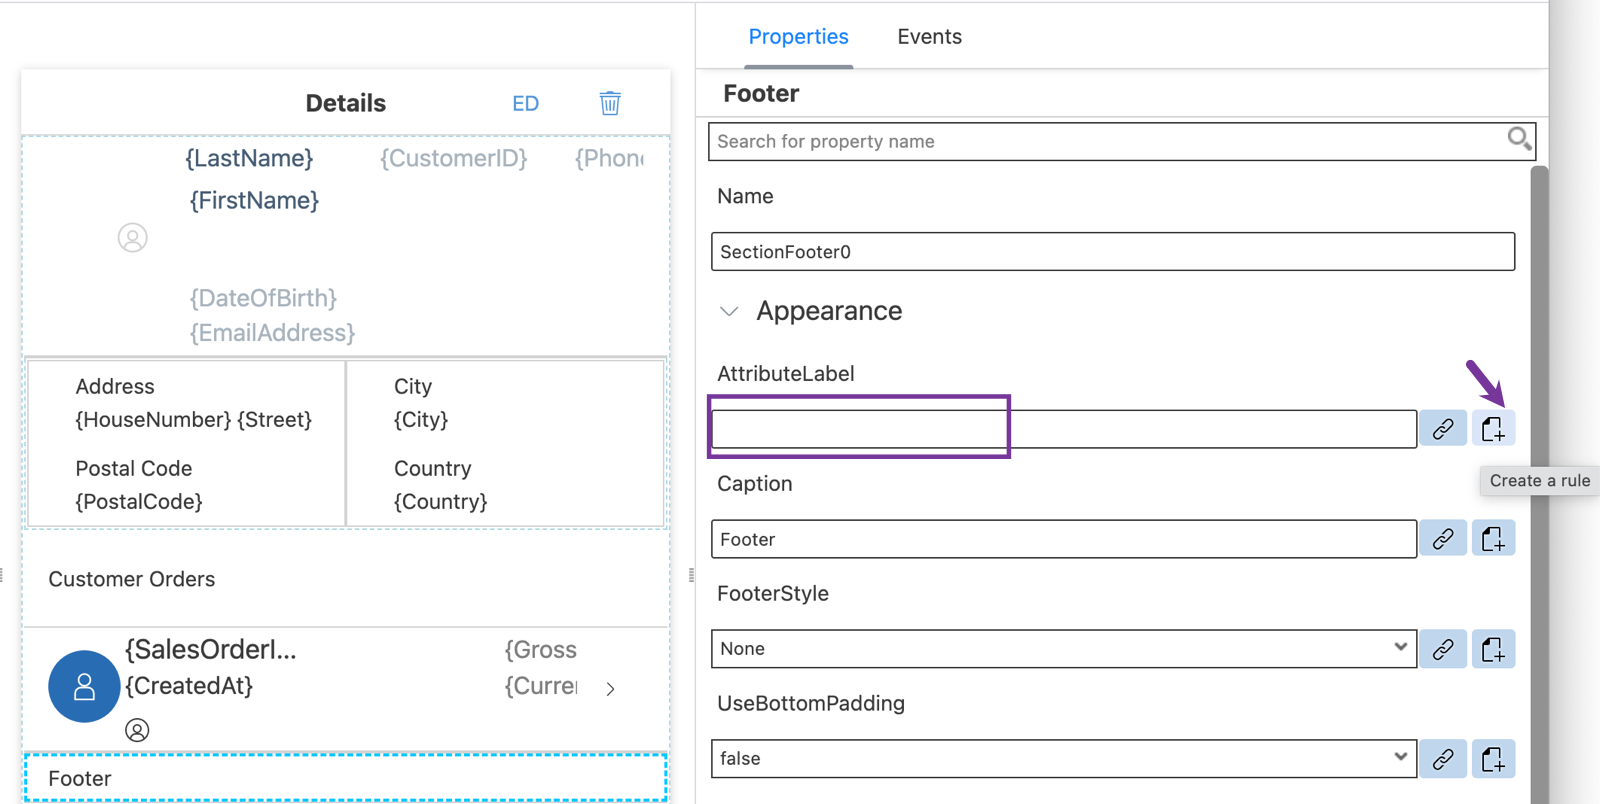 Properties
Events
Details
ED
Footer
Search for property name
{LastName}
{CustomerID}
{Phone
{FirstName}
Name
SectionFooter0
{DateOfBirth}
{EmailAddress}
Appearance
AttributeLabel
Address
{HouseNumber} {Street}
City
{City}
Postal Code
{PostalCode}
Country
{Country}
Create a rule
Caption
Footer
Customer Orders
FooterStyle
None
{SalesOrderI...
{Gross
{CreatedAt}
{Curre
UseBottomPadding
false
Footer